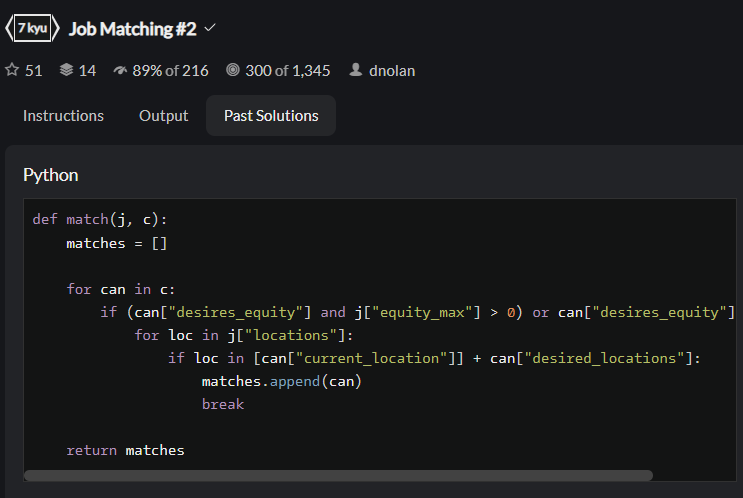 7 kyu Job Matching #2
51 14 89% of 216 300 of 1,345 dnolan
Instructions Output Past Solutions
Python
def match(j, c):
    matches = []
    for can in c:
        if (can["desires_equity"] and j["equity_max"] > 0) or can["desires_equity"]
            for loc in j["locations"]:
                if loc in [can["current_location"]] + can["desired_locations"]:
                    matches.append(can)
                    break
    return matches